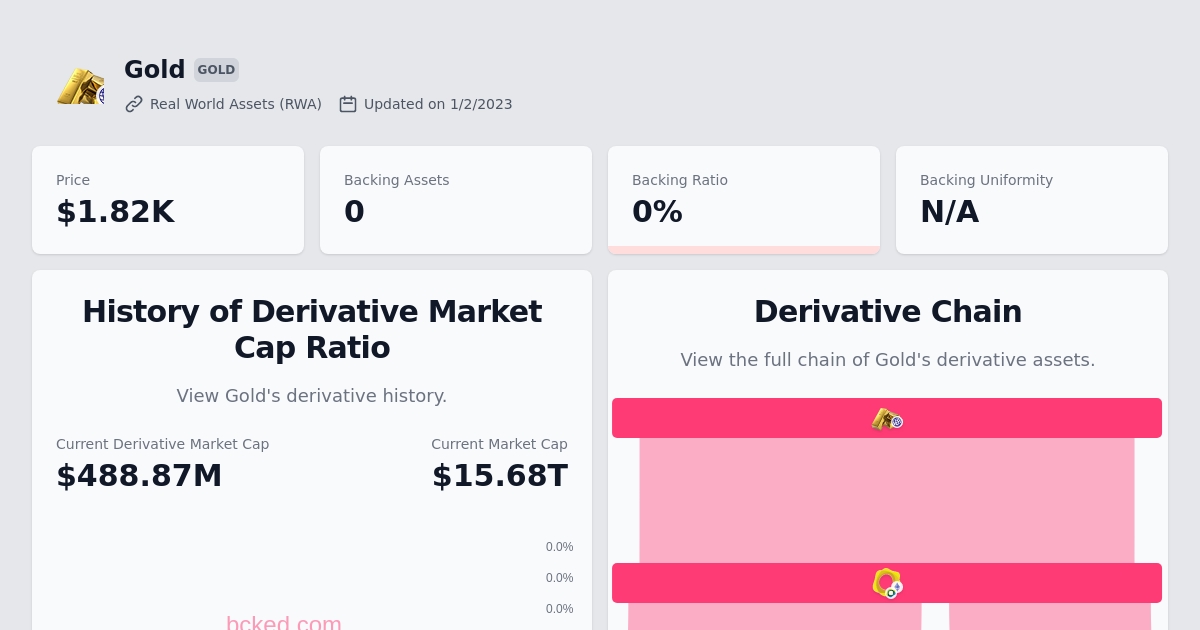 Gold GOLD
Real World Assets (RWA) Updated on 1/2/2023
Price
$1.82K
Backing Assets
0
Backing Ratio
0%
Backing Uniformity
N/A
History of Derivative Market
Cap Ratio
View Gold's derivative history.
Current Derivative Market Cap
$488.87M
Current Market Cap
$15.68T
0.0%
0.0%
0.0%
bcked.com
Derivative Chain
View the full chain of Gold's derivative assets.